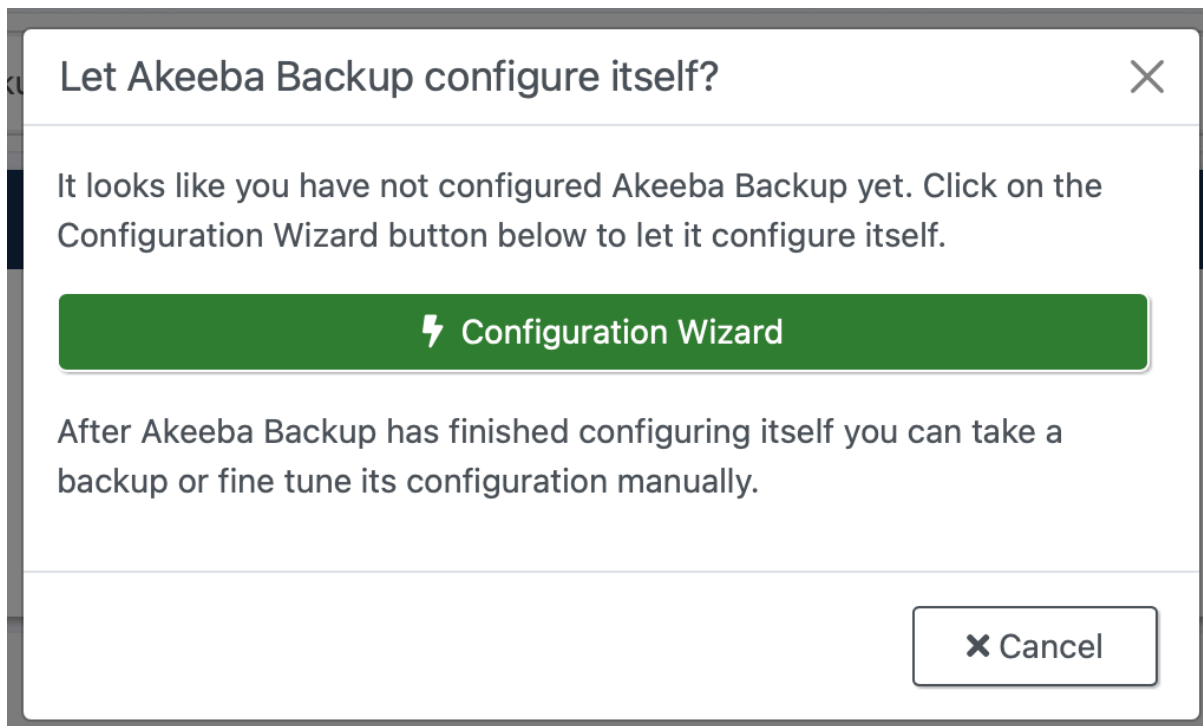 Let Akeeba Backup configure itself?
It looks like you have not configured Akeeba Backup yet. Click on the
Configuration Wizard button below to let it configure itself.
Configuration Wizard
After Akeeba Backup has finished configuring itself you can take a
backup or fine tune its configuration manually.
Cancel